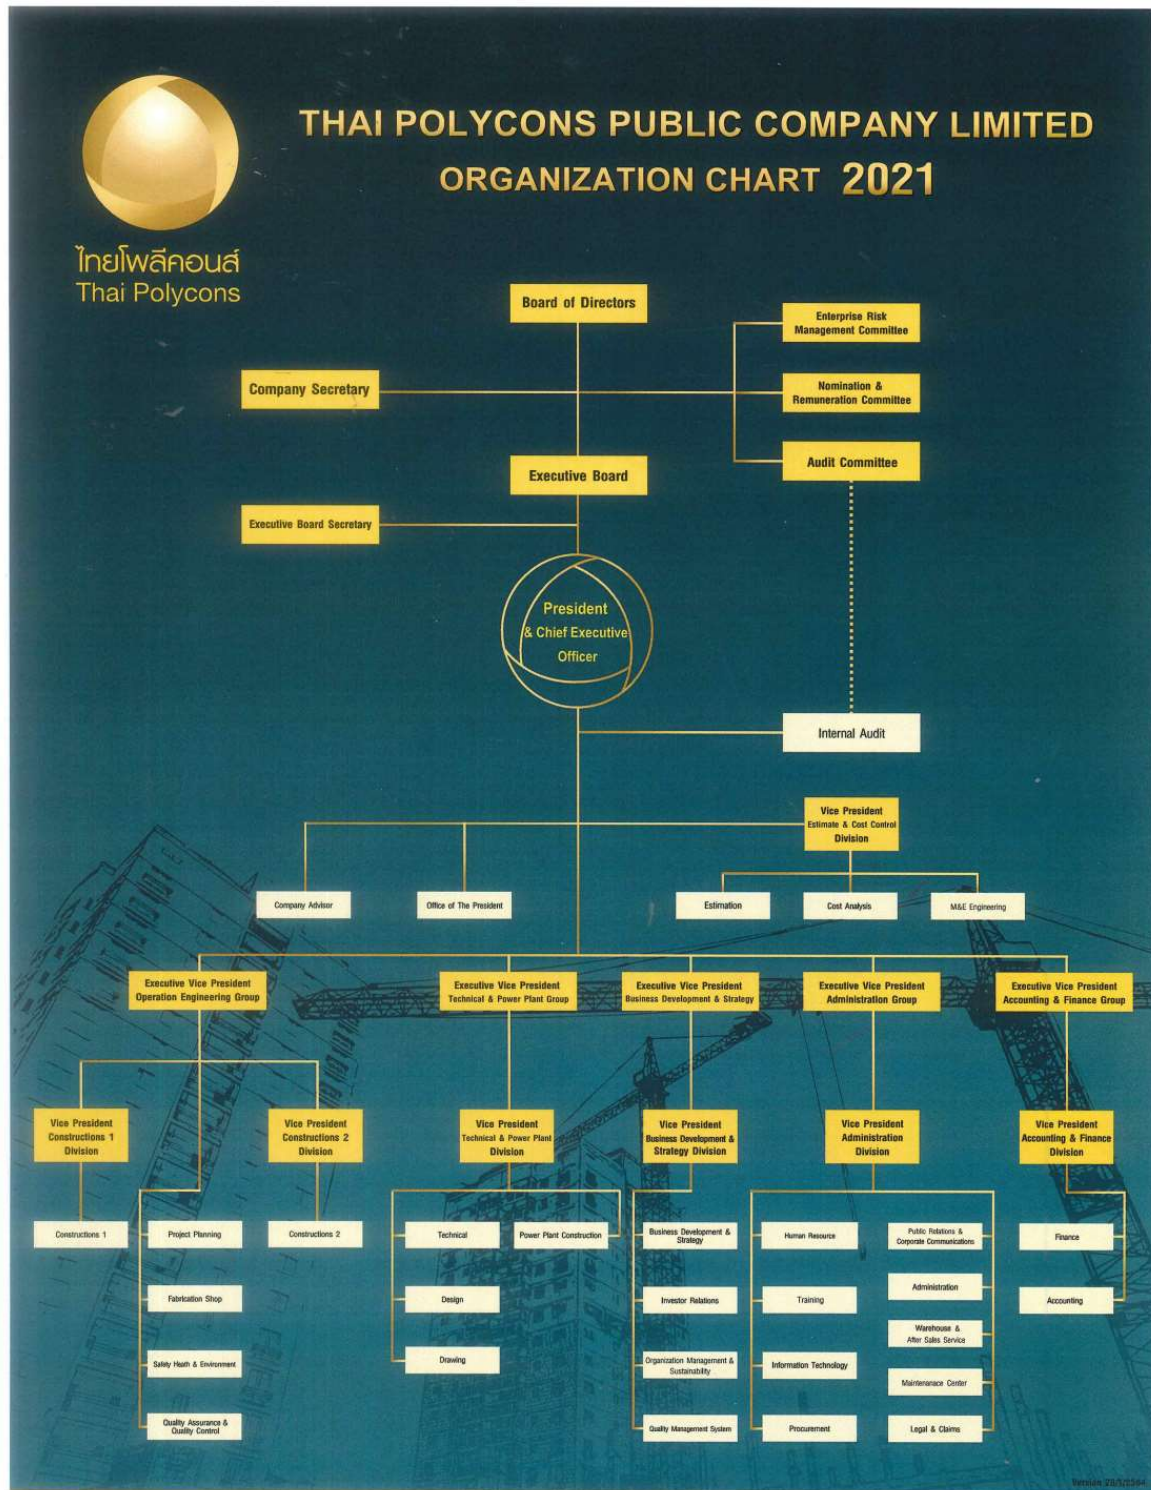 THAI POLYCONS PUBLIC COMPANY LIMITED
ORGANIZATION CHART 2021
ไทยโพลีคอนส์
Thai Polycons
Board of Directors
Enterprise Risk
Management Committee
Company Secretary
Nomination &
Remuneration Committee
Audit Committee
Executive Board
Executive Board Secretary
President
& Chief Executive
Officer
Internal Audit
Vice President
Estimate & Cost Control
Division
Company Advisor
Office of The President
Estimation
Cost Analysis
M&E Engineering
Executive Vice President
Operation Engineering Group
Executive Vice President
Technical & Power Plant Group
Executive Vice President
Business Development & Strategy
Executive Vice President
Administration Group
Executive Vice President
Accounting & Finance Group
Vice President
Constructions 1
Division
Vice President
Constructions 2
Division
Vice President
Technical & Power Plant
Division
Vice President
Business Development &
Strategy Division
Vice President
Administration
Division
Vice President
Accounting & Finance
Division
Constructions 1
Project Planning
Constructions 2
Technical
Power Plant Construction
Business Development &
Strategy
Human Resource
Public Relations &
Corporate Communications
Finance
Fabrication Shop
Design
Investor Relations
Training
Administration
Accounting
Safety Heath & Environment
Drawing
Organization Management &
Sustainability
Information Technology
Warehouse &
After Sales Service
Maintenanace Center
Quality Assurance &
Quality Control
Quality Management System
Procurement
Legal & Claims